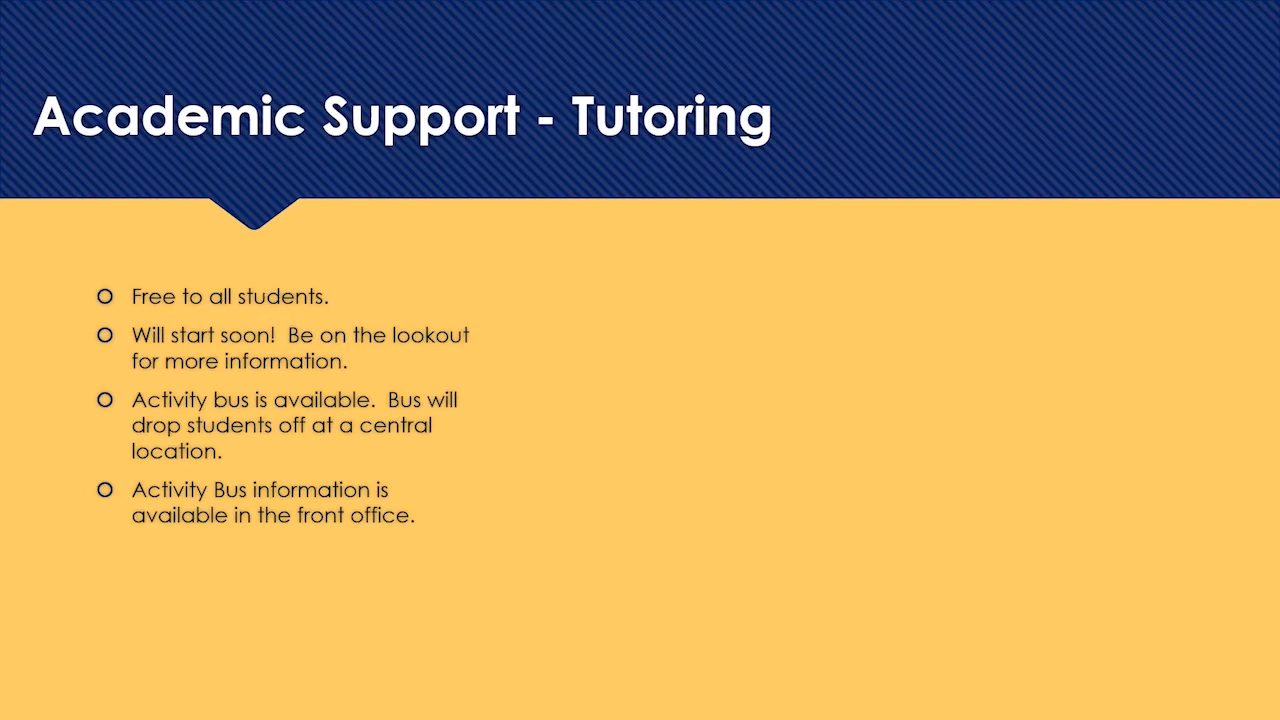 Academic Support - Tutoring
Free to all students.
Will start soon!  Be on the lookout
for more information.
Activity bus is available.  Bus will
drop students off at a central
location.
Activity Bus information is
available in the front office.